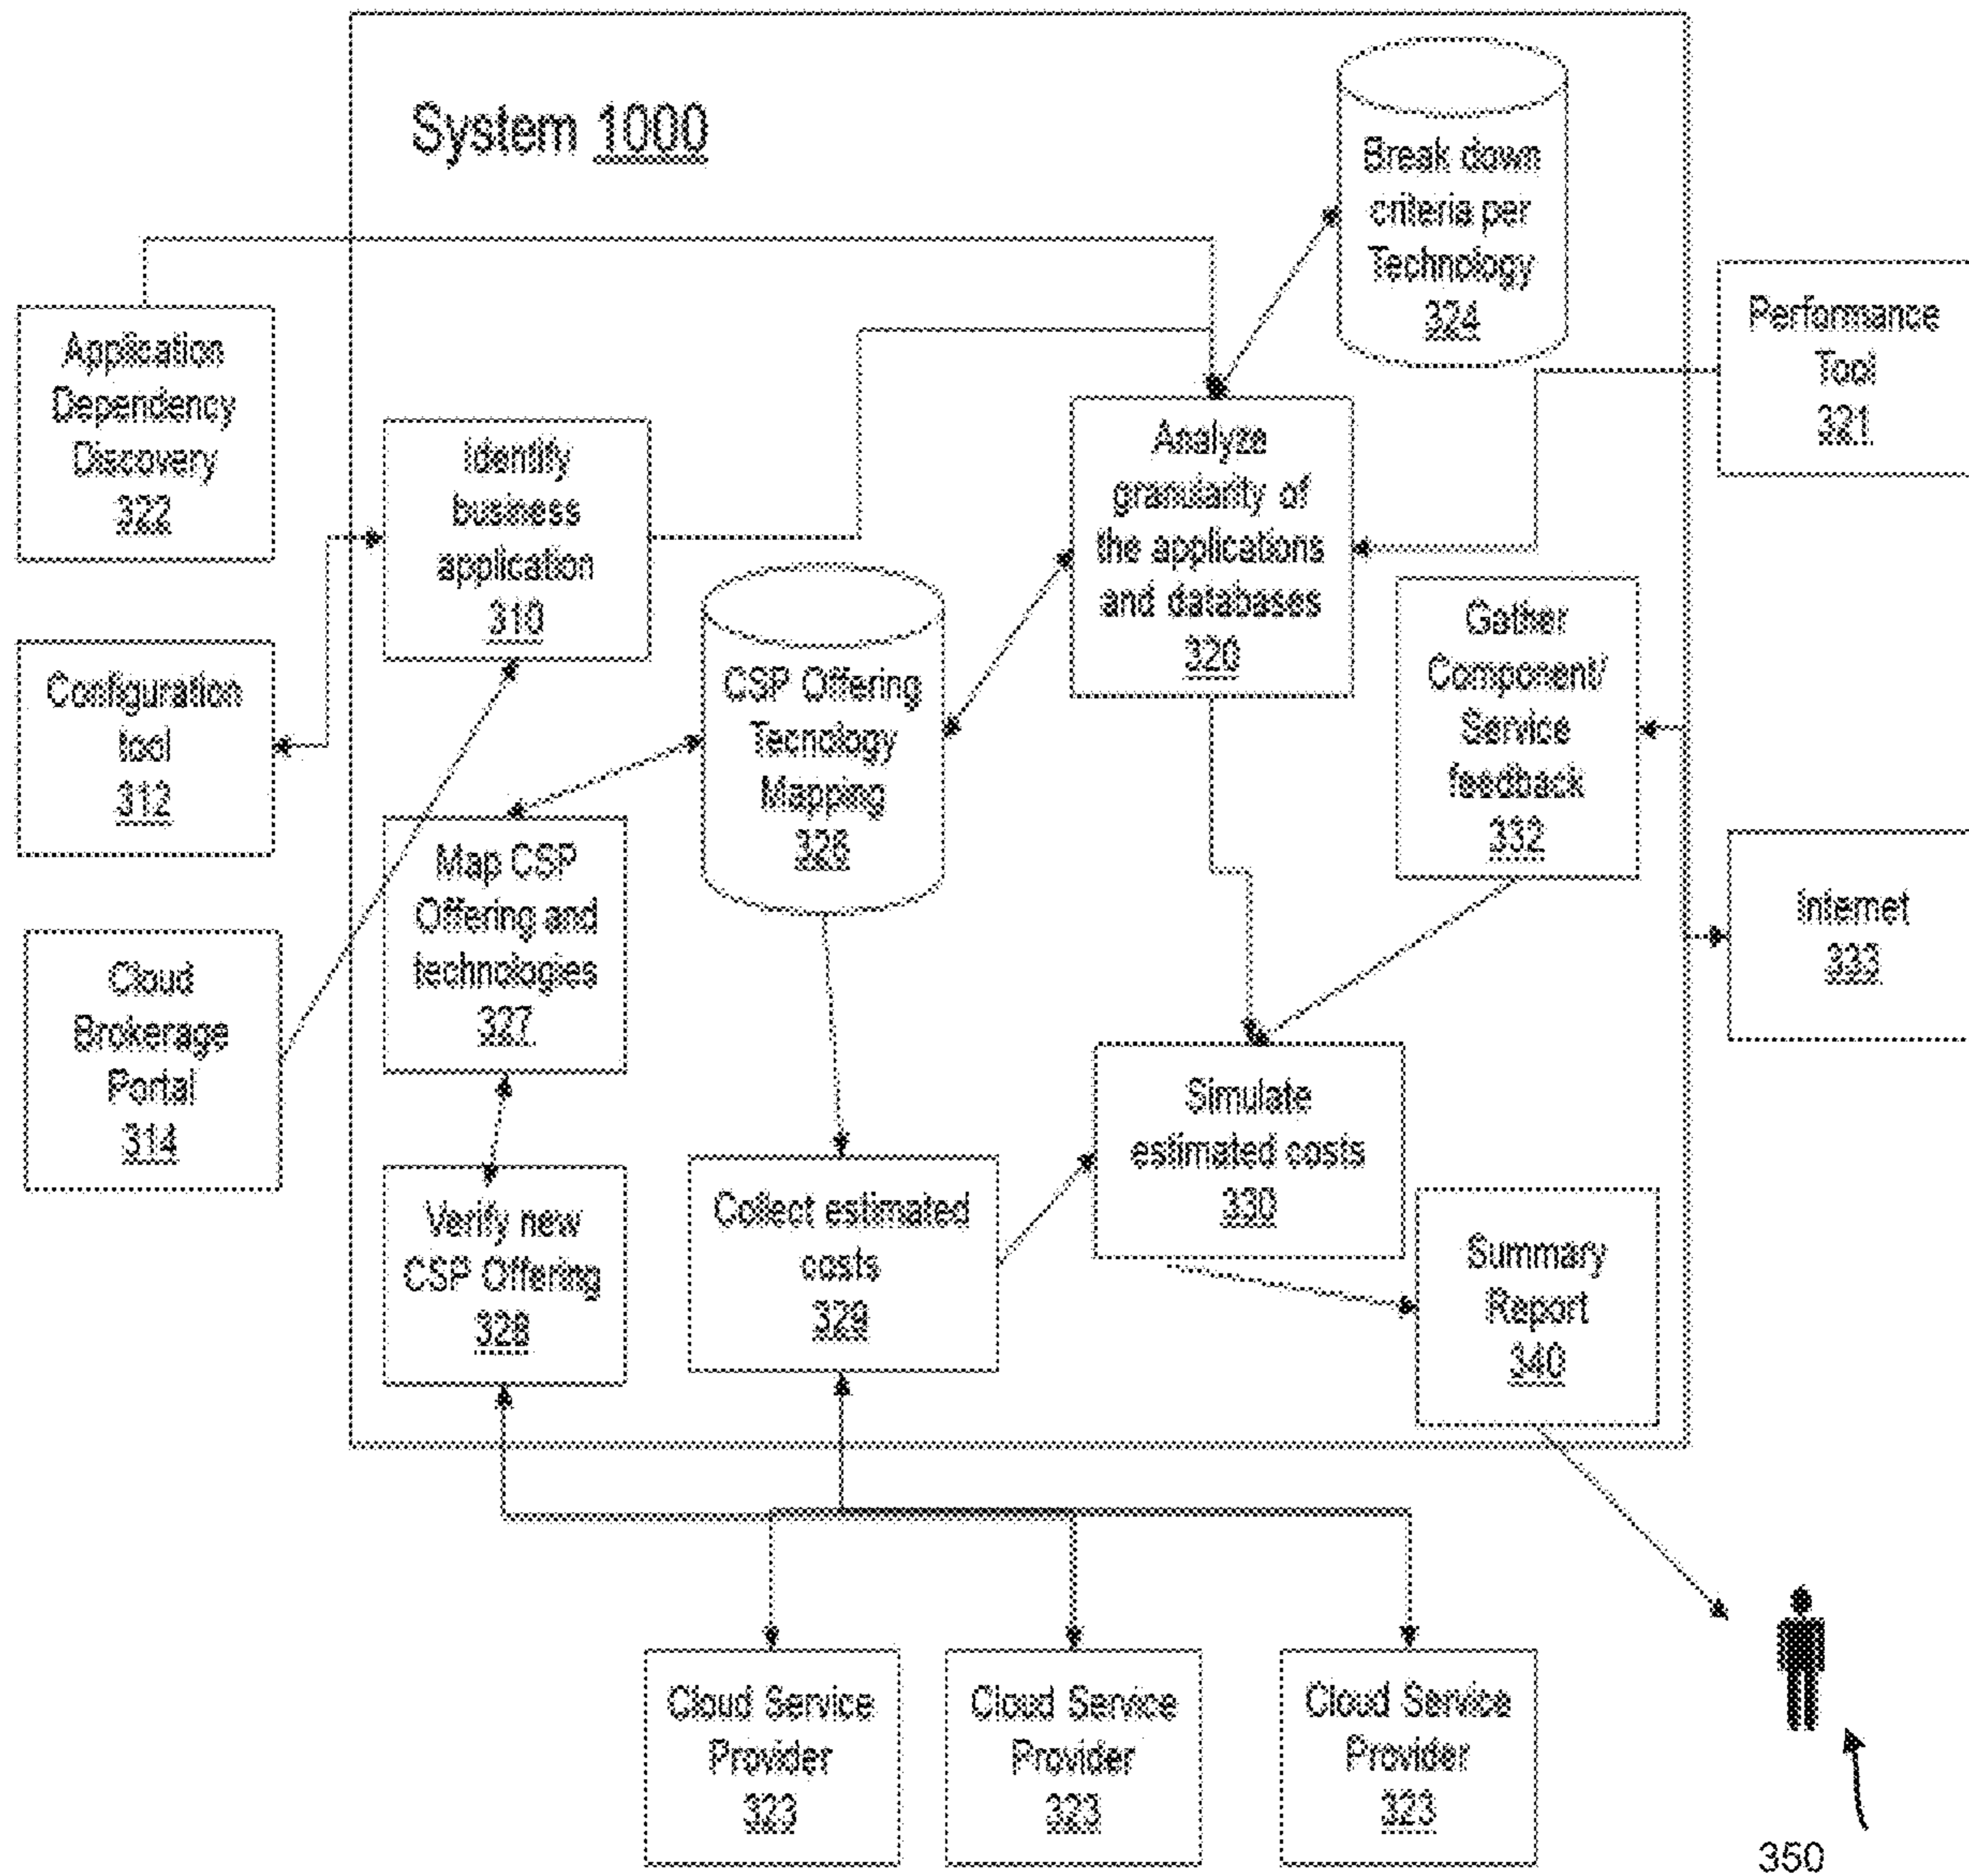 System 1000
Break down
criteria per
Technology
324
Performance
Tool
321
Application
Dependency
Discovery
322
Identify
business
application
310
Analyze
granularity of
the applications
and databases
320
Gather
Component/
Service
feedback
332
Configuration
tool
312
CSP Offering
Tecnology
Mapping
326
Map CSP
Offering and
technologies
327
Internet
333
Cloud
Brokerage
Portal
314
Simulate
estimated costs
330
Verify new
CSP Offering
328
Collect estimated
costs
329
Summary
Report
340
Cloud Service
Provider
323
Cloud Service
Provider
323
Cloud Service
Provider
323
350